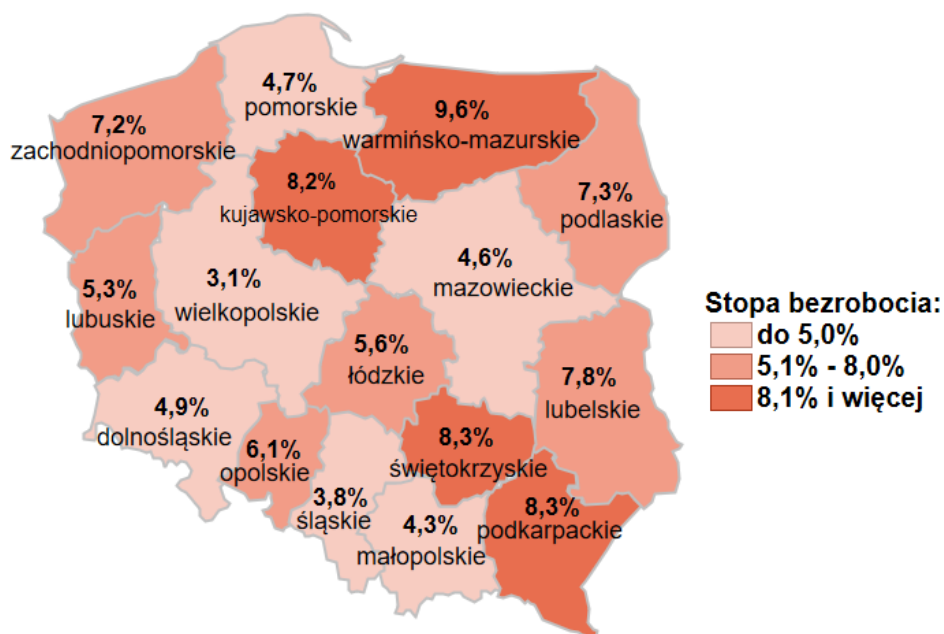 4,7%
pomorskie
9,6%
warmińsko-mazurskie
7,2%
zachodniopomorskie
8,2%
kujawsko-pomorskie
7,3%
podlaskie
4,6%
mazowieckie
3,1%
wielkopolskie
5,3%
lubuskie
5,6%
łódzkie
7,8%
lubelskie
4,9%
dolnośląskie
6,1%
opolskie
8,3%
świętokrzyskie
3,8%
śląskie
4,3%
małopolskie
8,3%
podkarpackie
Stopa bezrobocia:
do 5,0%
5,1% - 8,0%
8,1% i więcej